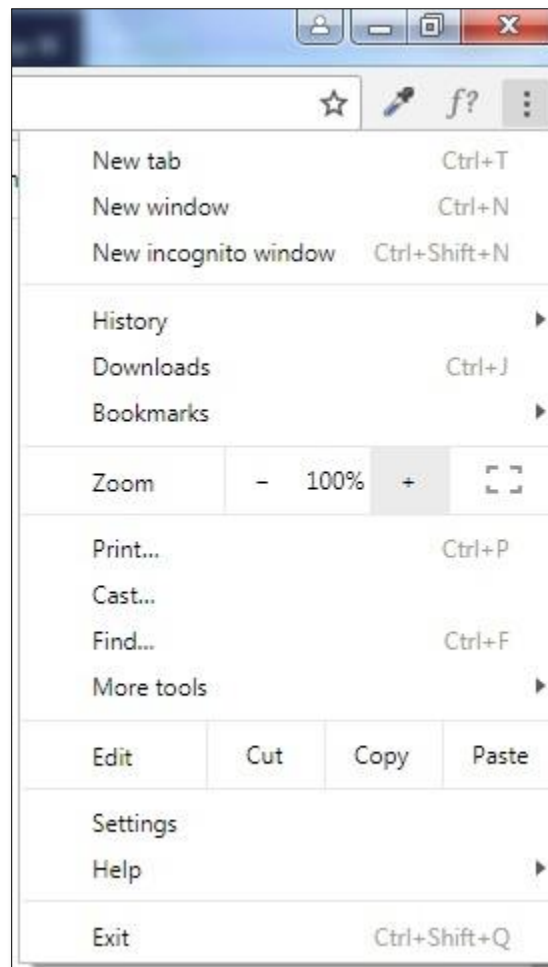 f?
New tab Ctrl+T
New window Ctrl+N
New incognito window Ctrl+Shift+N
History
Downloads Ctrl+J
Bookmarks
Zoom − 100% +
Print... Ctrl+P
Cast...
Find... Ctrl+F
More tools
Edit Cut Copy Paste
Settings
Help
Exit Ctrl+Shift+Q